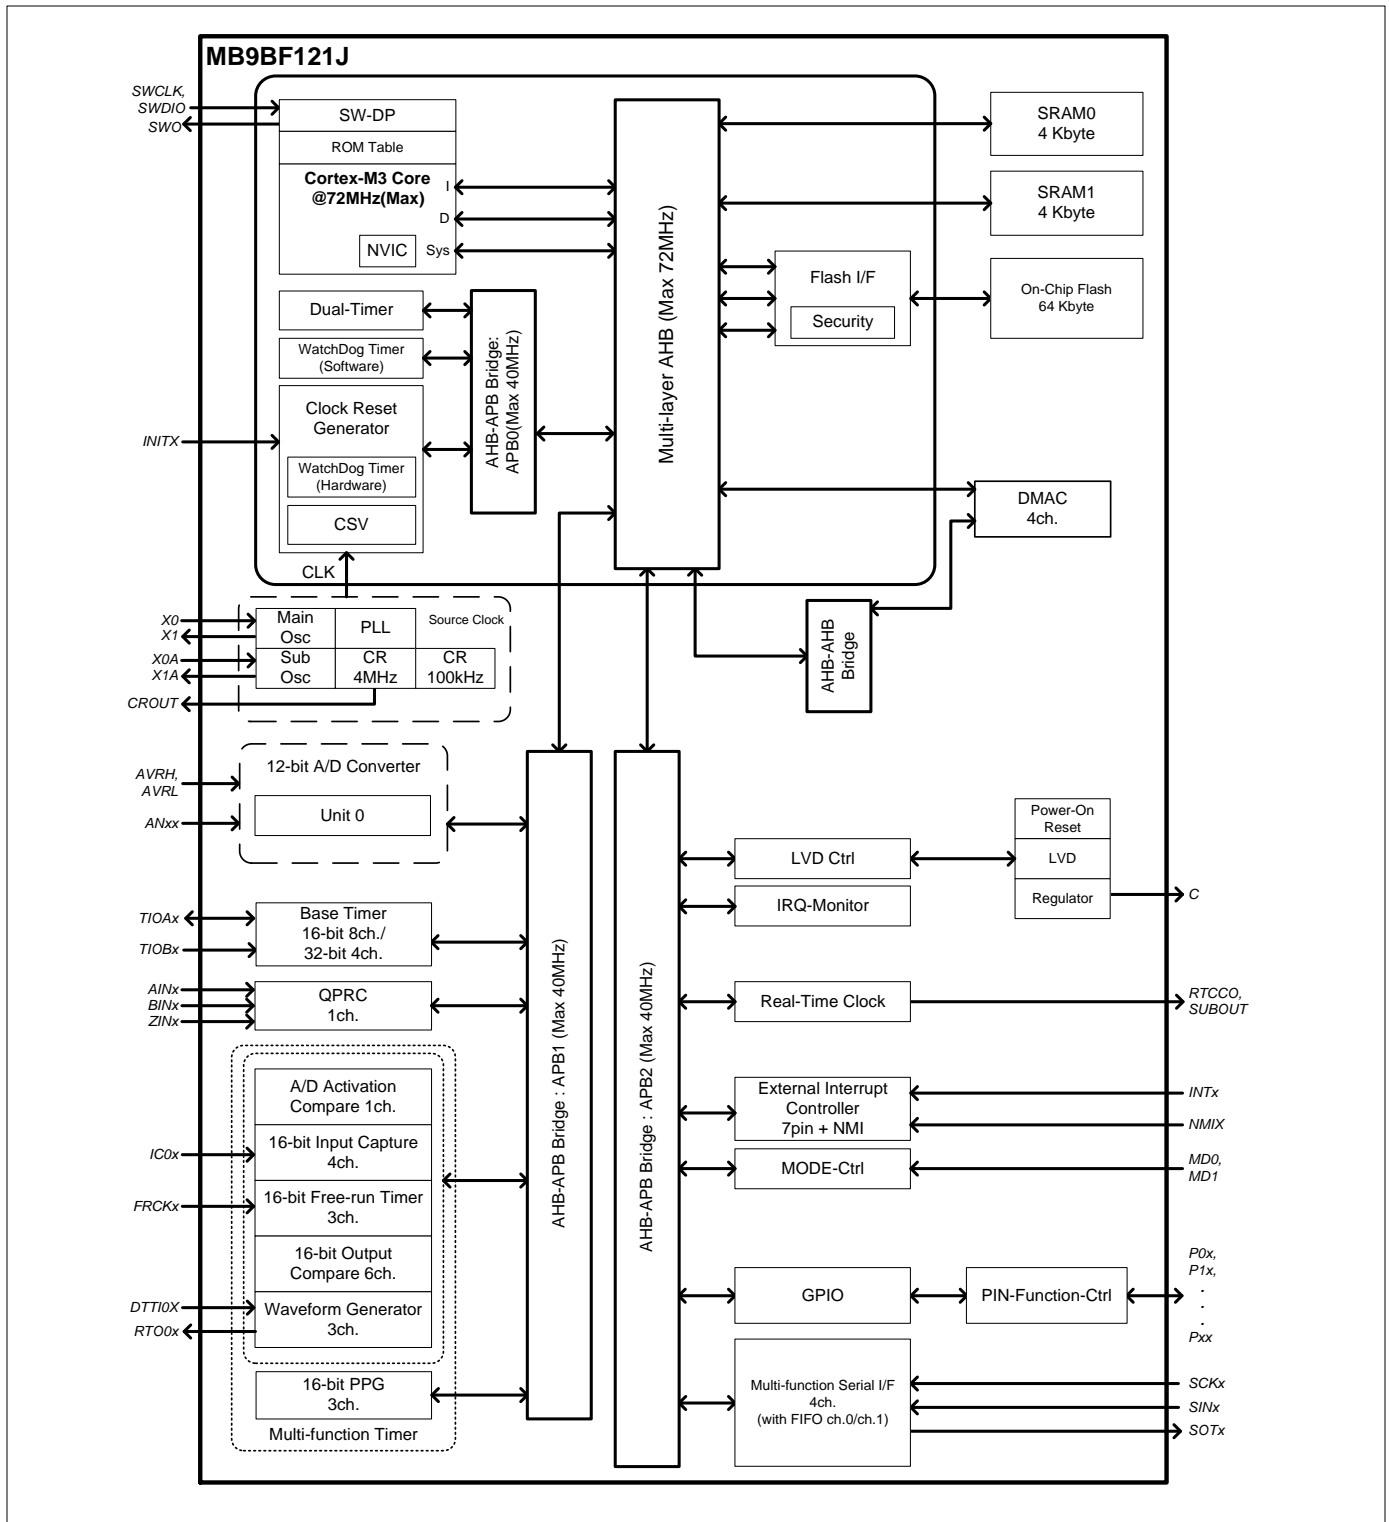 MB9BF121J
SWCLK,
SWDIO
SWO
SW-DP
ROM Table
Cortex-M3 Core
@72MHz(Max)
I
D
Sys
NVIC
Multi-layer AHB (Max 72MHz)
SRAM0
4 Kbyte
SRAM1
4 Kbyte
Flash I/F
Security
On-Chip Flash
64 Kbyte
Dual-Timer
WatchDog Timer
(Software)
AHB-APB Bridge:
APB0(Max 40MHz)
INITX
Clock Reset
Generator
WatchDog Timer
(Hardware)
CSV
CLK
DMAC
4ch.
AHB-AHB
Bridge
X0
X1
X0A
X1A
CROUT
Main
Osc
PLL
Source Clock
Sub
Osc
CR
4MHz
CR
100kHz
AVRH,
AVRL
ANxx
12-bit A/D Converter
Unit 0
TIOAx
TIOBx
Base Timer
16-bit 8ch./
32-bit 4ch.
AINx
BINx
ZINx
QPRC
1ch.
A/D Activation
Compare 1ch.
IC0x
16-bit Input Capture
4ch.
FRCKx
16-bit Free-run Timer
3ch.
16-bit Output
Compare 6ch.
DTTI0X
RTO0x
Waveform Generator
3ch.
16-bit PPG
3ch.
Multi-function Timer
AHB-APB Bridge : APB1 (Max 40MHz)
AHB-APB Bridge : APB2 (Max 40MHz)
LVD Ctrl
Power-On
Reset
LVD
Regulator
C
IRQ-Monitor
Real-Time Clock
RTCCO,
SUBOUT
External Interrupt
Controller
7pin + NMI
INTx
NMIX
MODE-Ctrl
MD0,
MD1
GPIO
PIN-Function-Ctrl
P0x,
P1x,
.
.
.
Pxx
Multi-function Serial I/F
4ch.
(with FIFO ch.0/ch.1)
SCKx
SINx
SOTx